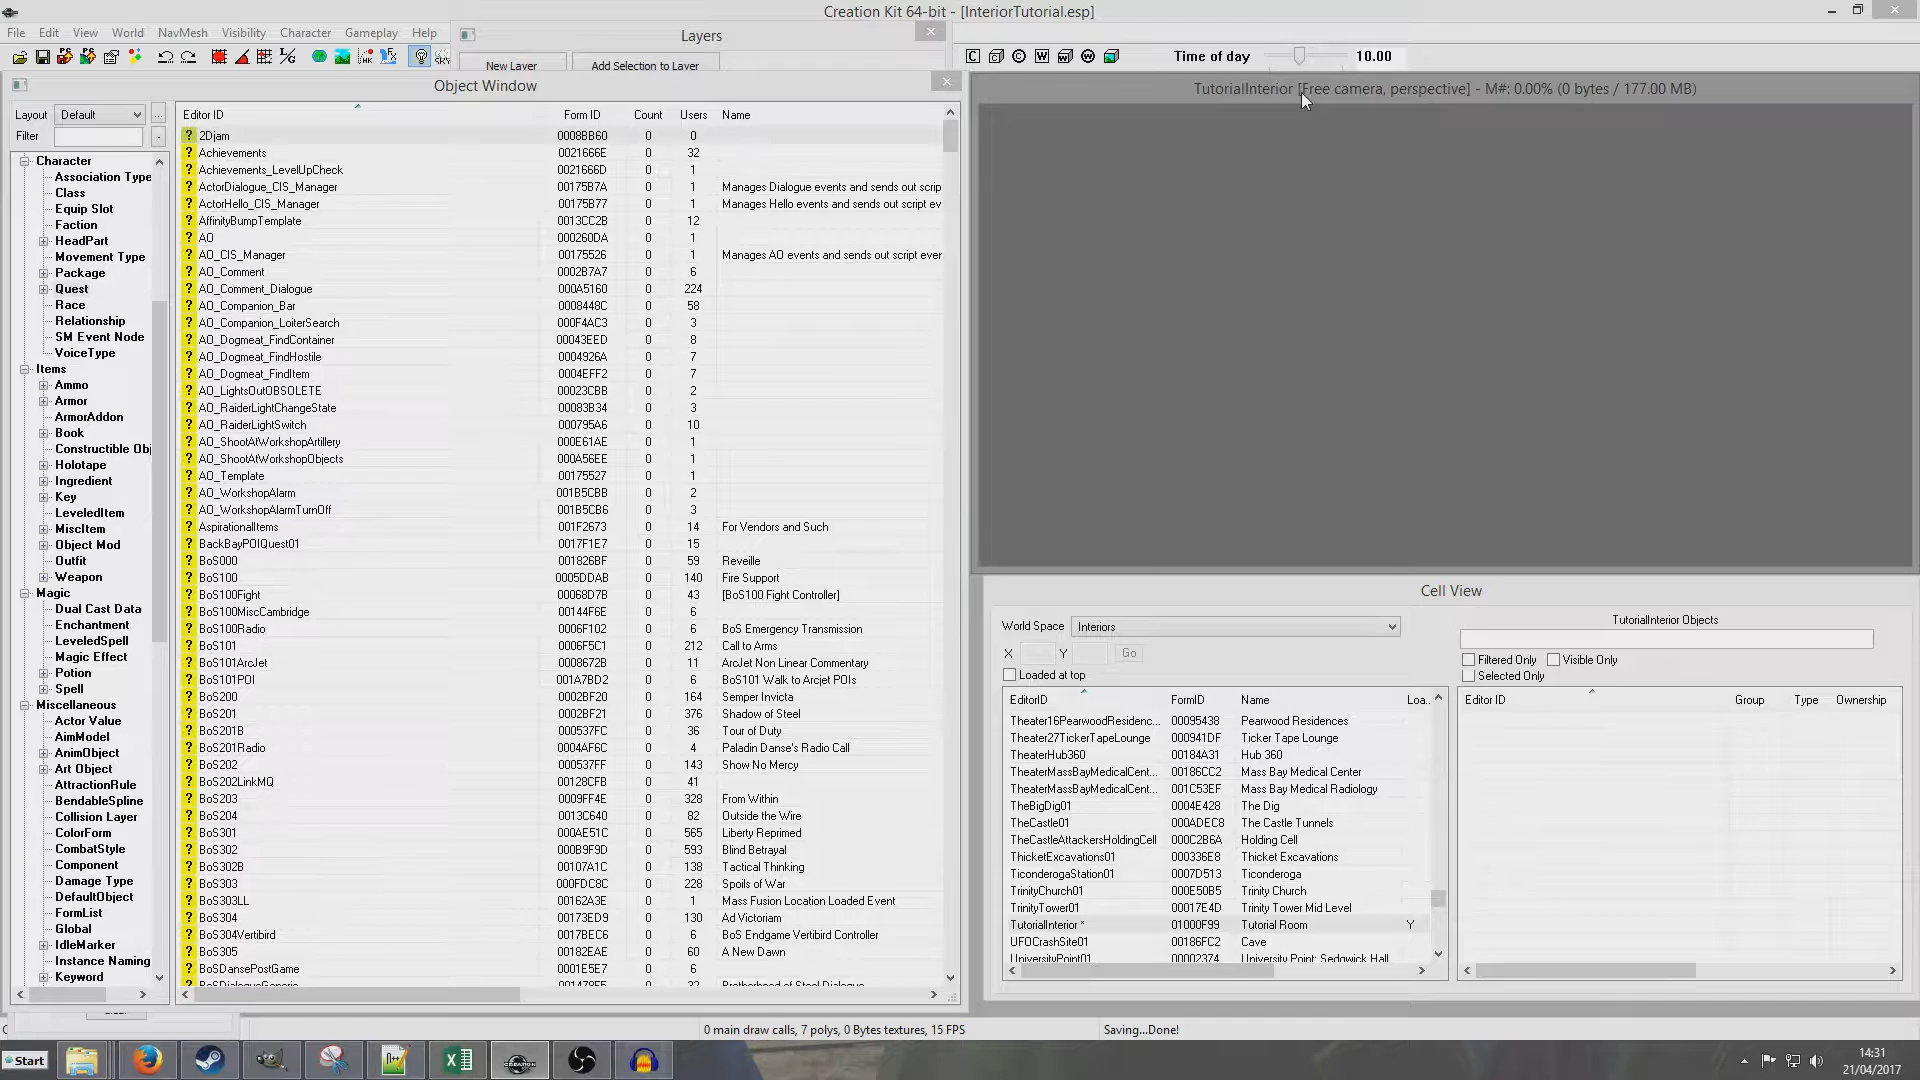 Creation Kit 64-bit - [InteriorTutorial.esp]
File Edit View World NavMesh Visibility Character Gameplay Help
Layers
New Layer
Add Selection to Layer
Time of day
10.00
Object Window
Layout Default ...
Filter
Character
Association Type
Class
Equip Slot
Faction
HeadPart
Movement Type
Package
Quest
Race
Relationship
SM Event Node
VoiceType
Items
Ammo
Armor
ArmorAddon
Book
Constructible Obj
Holotape
Ingredient
Key
LeveledItem
MiscItem
Object Mod
Outfit
Weapon
Magic
Dual Cast Data
Enchantment
LeveledSpell
Magic Effect
Potion
Spell
Miscellaneous
Actor Value
AimModel
AnimObject
Art Object
AttractionRule
BendableSpline
Collision Layer
ColorForm
CombatStyle
Component
Damage Type
DefaultObject
FormList
Global
IdleMarker
Instance Naming
Keyword
Editor ID Form ID Count Users Name
? 2Djam 0008BB60 0 0
? Achievements 0021666E 0 32
? Achievements_LevelUpCheck 0021666D 0 1
? ActorDialogue_CIS_Manager 00175B7A 0 1 Manages Dialogue events and sends out scrip
? ActorHello_CIS_Manager 00175B77 0 1 Manages Hello events and sends out script ev
? AffinityBumpTemplate 0013CC2B 0 12
? AO 000260DA 0 1
? AO_CIS_Manager 00175526 0 1 Manages AO events and sends out script ever
? AO_Comment 0002B7A7 0 6
? AO_Comment_Dialogue 000A5160 0 224
? AO_Companion_Bar 0008448C 0 58
? AO_Companion_LoiterSearch 000F4AC3 0 3
? AO_Dogmeat_FindContainer 00043EED 0 8
? AO_Dogmeat_FindHostile 0004926A 0 7
? AO_Dogmeat_FindItem 0004EFF2 0 7
? AO_LightsOutOBSOLETE 00023CBB 0 2
? AO_RaiderLightChangeState 00083B34 0 3
? AO_RaiderLightSwitch 000795A6 0 10
? AO_ShootAtWorkshopArtillery 000E61AE 0 1
? AO_ShootAtWorkshopObjects 000A56EE 0 1
? AO_Template 00175527 0 1
? AO_WorkshopAlarm 001B5CBB 0 2
? AO_WorkshopAlarmTurnOff 001B5CB6 0 3
? AspirationalItems 001F2673 0 14 For Vendors and Such
? BackBayPOIQuest01 0017F1E7 0 15
? BoS000 001826BF 0 59 Reveille
? BoS100 0005DDAB 0 140 Fire Support
? BoS100Fight 00068D7B 0 43 [BoS100 Fight Controller]
? BoS100MiscCambridge 00144F6E 0 6
? BoS100Radio 0006F102 0 6 BoS Emergency Transmission
? BoS101 0006F5C1 0 212 Call to Arms
? BoS101ArcJet 0008672B 0 11 ArcJet Non Linear Commentary
? BoS101POI 001A7BD2 0 6 BoS101 Walk to Arcjet POIs
? BoS200 0002BF20 0 164 Semper Invicta
? BoS201 0002BF21 0 376 Shadow of Steel
? BoS201B 000537FC 0 36 Tour of Duty
? BoS201Radio 0004AF6C 0 4 Paladin Danse's Radio Call
? BoS202 000537FF 0 143 Show No Mercy
? BoS202LinkMQ 00128CFB 0 41
? BoS203 0009FF4E 0 328 From Within
? BoS204 0013C640 0 82 Outside the Wire
? BoS301 000AE51C 0 565 Liberty Reprimed
? BoS302 000B9F9D 0 593 Blind Betrayal
? BoS302B 00107A1C 0 138 Tactical Thinking
? BoS303 000FDC8C 0 228 Spoils of War
? BoS303LL 00162A3E 0 1 Mass Fusion Location Loaded Event
? BoS304 00173ED9 0 130 Ad Victoriam
? BoS304Vertibird 0017BEC6 0 6 BoS Endgame Vertibird Controller
? BoS305 00182EAE 0 60 A New Dawn
? BoSDansePostGame 0001E5E7 0 6
TutorialInterior [Free camera, perspective] - M#: 0.00% (0 bytes / 177.00 MB)
Cell View
World Space Interiors
X Y Go
Loaded at top
EditorID FormID Name Loa..
Theater16PearwoodResidenc... 00095438 Pearwood Residences
Theater27TickerTapeLounge 000941DF Ticker Tape Lounge
TheaterHub360 00184A31 Hub 360
TheaterMassBayMedicalCent... 00186CC2 Mass Bay Medical Center
TheaterMassBayMedicalCent... 001C53EF Mass Bay Medical Radiology
TheBigDig01 0004E428 The Dig
TheCastle01 000ADEC8 The Castle Tunnels
TheCastleAttackersHoldingCell 000C2B6A Holding Cell
ThicketExcavations01 000336E8 Thicket Excavations
TiconderogaStation01 0007D513 Ticonderoga
TrinityChurch01 000E50B5 Trinity Church
TrinityTower01 00017E4D Trinity Tower Mid Level
TutorialInterior * 01000F99 Tutorial Room Y
UFOCrashSite01 00186FC2 Cave
UniversityPoint01 00002374 University Point: Sedgwick Hall
TutorialInterior Objects
Filtered Only Visible Only
Selected Only
Editor ID Group Type Ownership
0 main draw calls, 7 polys, 0 Bytes textures, 15 FPS
Saving...Done!
Start
14:31
21/04/2017